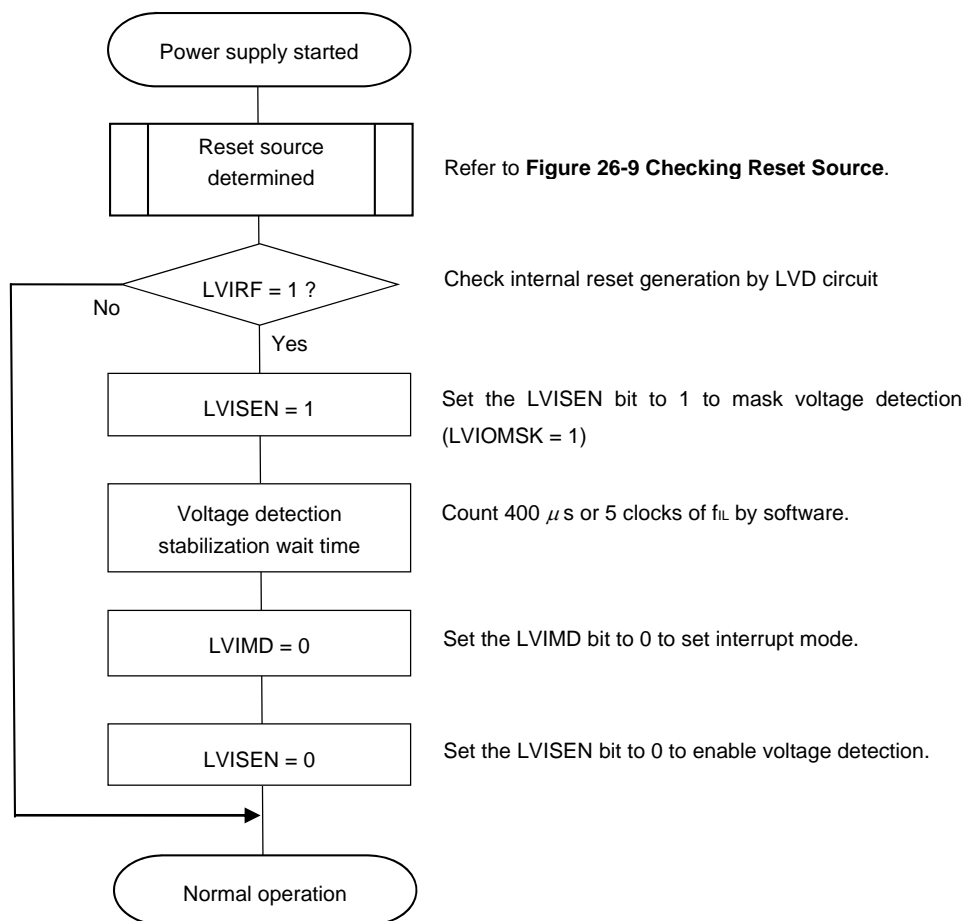 Power supply started
Reset source
determined
Refer to Figure 26-9 Checking Reset Source.
LVIRF = 1 ?
Check internal reset generation by LVD circuit
No
Yes
LVISEN = 1
Set the LVISEN bit to 1 to mask voltage detection
(LVIOMSK = 1)
Voltage detection
stabilization wait time
Count 400 μs or 5 clocks of fIL by software.
LVIMD = 0
Set the LVIMD bit to 0 to set interrupt mode.
LVISEN = 0
Set the LVISEN bit to 0 to enable voltage detection.
Normal operation